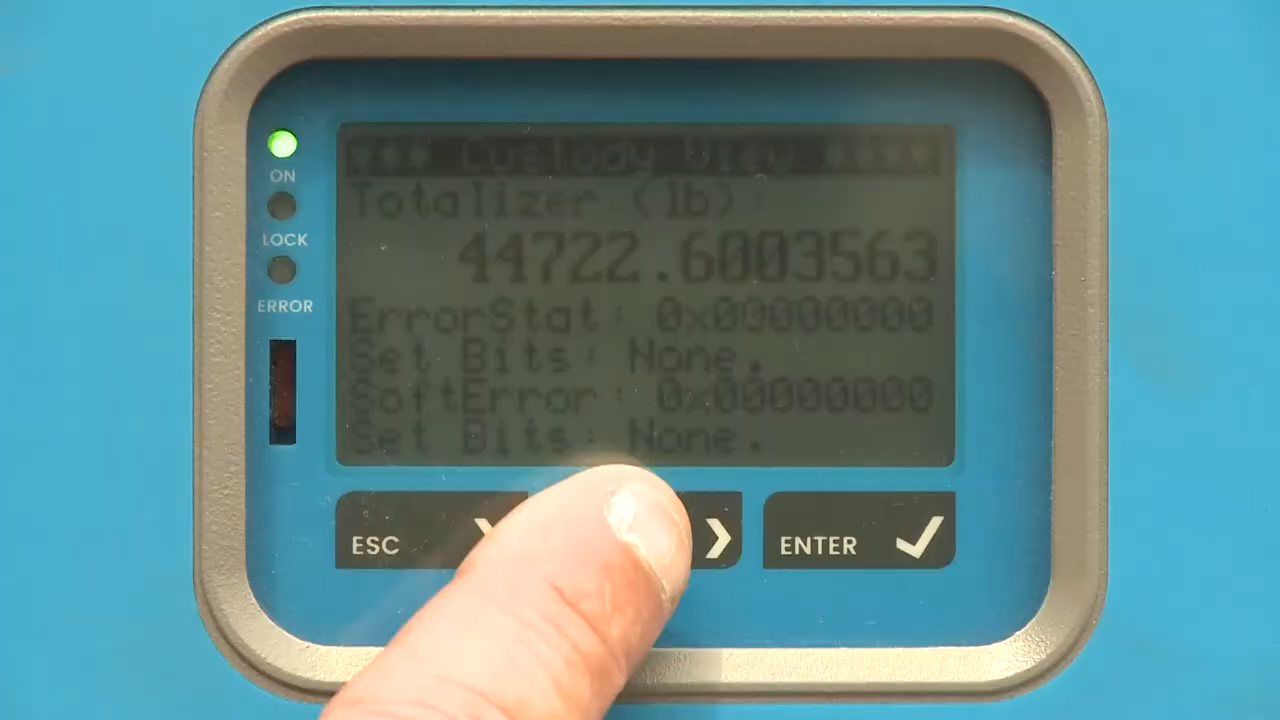 *** Custody View ****
Totalizer (lb):
44722.6003563
ErrorStat: 0x00000000
Set Bits: None.
SoftError: 0x00000000
Set Bits: None.
ON
LOCK
ERROR
ESC
ENTER